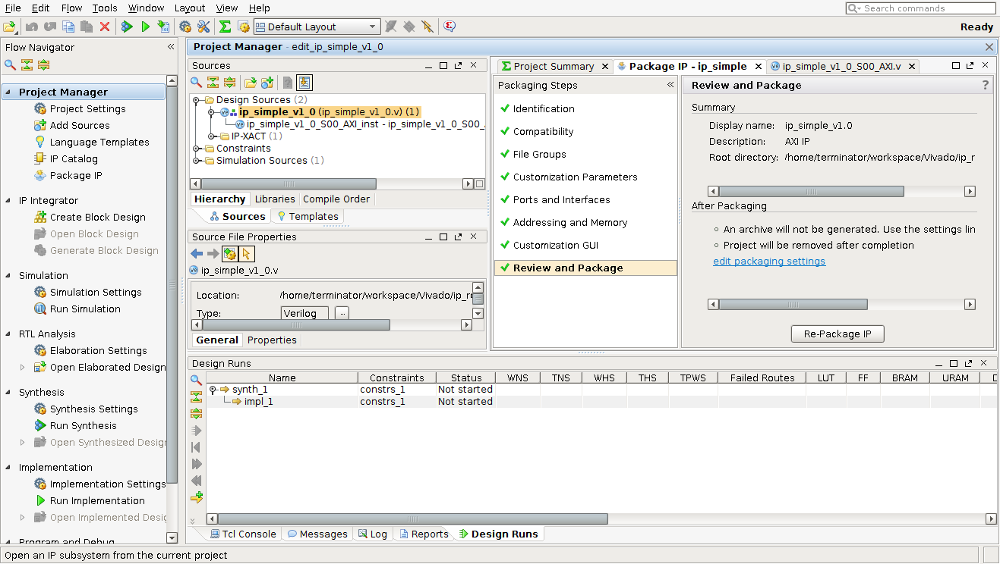 File Edit Flow Tools Window Layout View Help
Search commands
Default Layout
Ready
Flow Navigator
Project Manager
Project Settings
Add Sources
Language Templates
IP Catalog
Package IP
IP Integrator
Create Block Design
Open Block Design
Generate Block Design
Simulation
Simulation Settings
Run Simulation
RTL Analysis
Elaboration Settings
Open Elaborated Design
Synthesis
Synthesis Settings
Run Synthesis
Open Synthesized Desig
Implementation
Implementation Settings
Run Implementation
Open Implemented Desig
Program and Debug
Project Manager - edit_ip_simple_v1_0
Sources
Design Sources (2)
ip_simple_v1_0 (ip_simple_v1_0.v) (1)
ip_simple_v1_0_S00_AXI_inst - ip_simple_v1_0_S00_
IP-XACT (1)
Constraints
Simulation Sources (1)
Hierarchy Libraries Compile Order
Sources Templates
Source File Properties
ip_simple_v1_0.v
Location: /home/terminator/workspace/Vivado/ip_re
Type: Verilog ...
General Properties
Project Summary Package IP - ip_simple ip_simple_v1_0_S00_AXI.v
Packaging Steps
Identification
Compatibility
File Groups
Customization Parameters
Ports and Interfaces
Addressing and Memory
Customization GUI
Review and Package
Review and Package ?
Summary
Display name: ip_simple_v1.0
Description: AXI IP
Root directory: /home/terminator/workspace/Vivado/ip_r
After Packaging
An archive will not be generated. Use the settings lin
Project will be removed after completion
edit packaging settings
Re-Package IP
Design Runs
Name Constraints Status WNS TNS WHS THS TPWS Failed Routes LUT FF BRAM URAM D
synth_1 constrs_1 Not started
impl_1 constrs_1 Not started
Tcl Console Messages Log Reports Design Runs
Open an IP subsystem from the current project